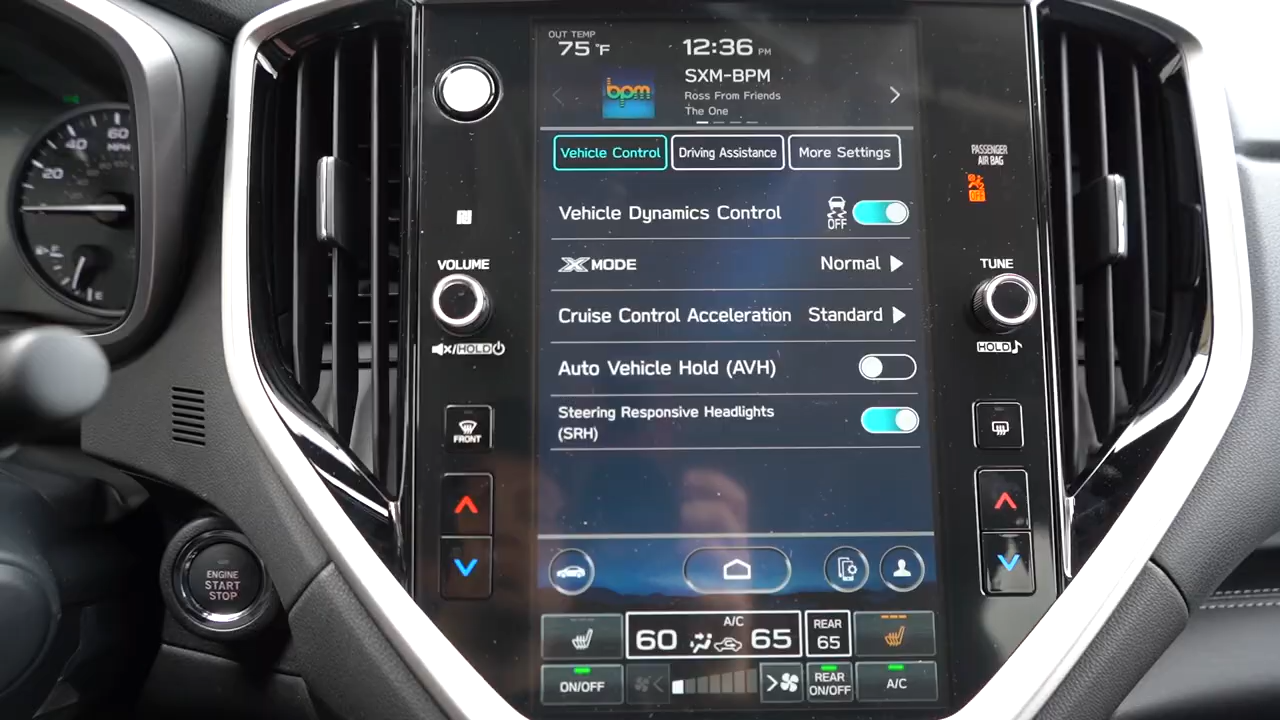 OUT TEMP
75 °F
12:36 PM
SXM-BPM
bpm
Ross From Friends
The One
Vehicle Control
Driving Assistance
More Settings
Vehicle Dynamics Control
OFF
X MODE
Normal
Cruise Control Acceleration
Standard
Auto Vehicle Hold (AVH)
Steering Responsive Headlights
(SRH)
60
MPH
40
20
F
E
VOLUME
HOLD
FRONT
ENGINE
START
STOP
PASSENGER
AIR BAG
OFF
TUNE
HOLD
A/C
60
65
REAR
65
ON/OFF
REAR
ON/OFF
A/C